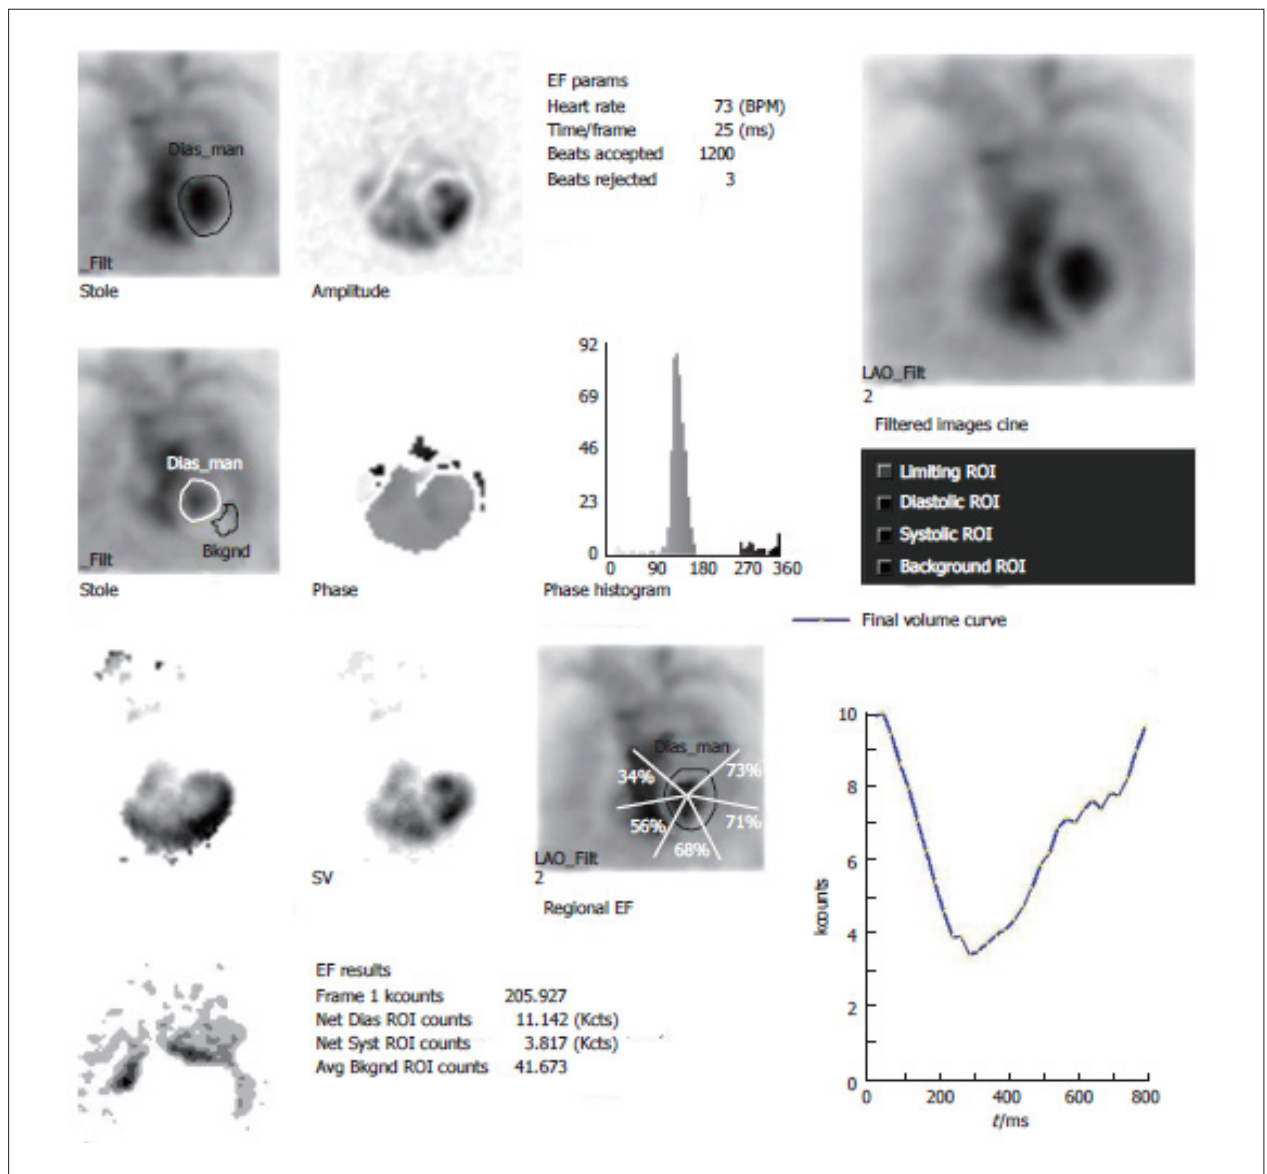 Dias_man
_Filt
Stole
Amplitude
EF params
Heart rate 73 (BPM)
Time/frame 25 (ms)
Beats accepted 1200
Beats rejected 3
LAO_Filt
2
Filtered images cine
Dias_man
_Filt
Bkgnd
Stole
Phase
92
69
46
23
0
0 90 180 270 360
Phase histogram
Limiting ROI
Diastolic ROI
Systolic ROI
Background ROI
Final volume curve
SV
Dias_man
34%
73%
56%
71%
68%
LAO_Filt
2
Regional EF
10
8
6
4
2
0
kcounts
0 200 400 600 800
t/ms
EF results
Frame 1 kcounts 205.927
Net Dias ROI counts 11.142 (Kcts)
Net Syst ROI counts 3.817 (Kcts)
Avg Bkgnd ROI counts 41.673